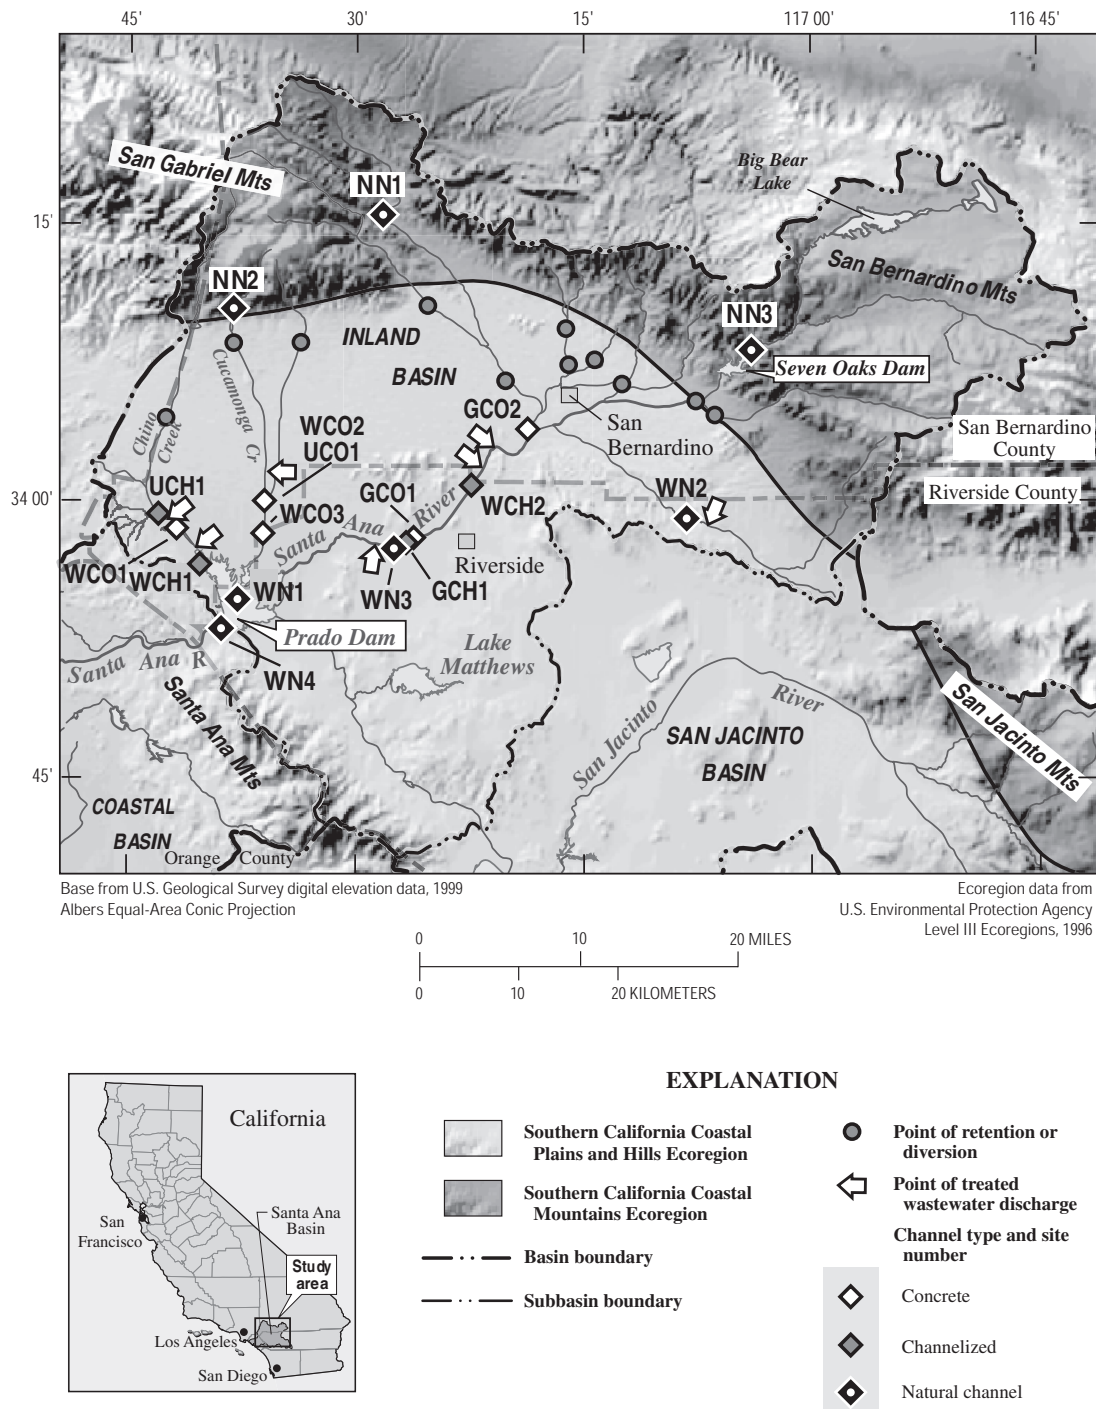 45'
30'
15'
117 00'
116 45'
San Gabriel Mts
NN1
Big Bear
Lake
15'
San Bernardino Mts
NN2
NN3
INLAND
BASIN
Seven Oaks Dam
Cucamonga Cr
Chino
Creek
GCO2
San
Bernardino
WCO2
UCO1
San Bernardino
County
UCH1
GCO1
WCH2
WN2
Riverside County
34 00'
WCO3
Santa Ana River
Riverside
WCO1
WCH1
WN1
WN3
GCH1
Prado Dam
Lake
Matthews
Santa Ana R
WN4
Santa Ana Mts
San Jacinto River
SAN JACINTO
BASIN
San Jacinto Mts
45'
COASTAL
BASIN
Orange County
Base from U.S. Geological Survey digital elevation data, 1999
Albers Equal-Area Conic Projection
Ecoregion data from
U.S. Environmental Protection Agency
Level III Ecoregions, 1996
0 10 20 MILES
0 10 20 KILOMETERS
California
San
Francisco
Santa Ana
Basin
Study
area
Los Angeles
San Diego
EXPLANATION
Southern California Coastal
Plains and Hills Ecoregion
Southern California Coastal
Mountains Ecoregion
Basin boundary
Subbasin boundary
Point of retention or
diversion
Point of treated
wastewater discharge
Channel type and site
number
Concrete
Channelized
Natural channel